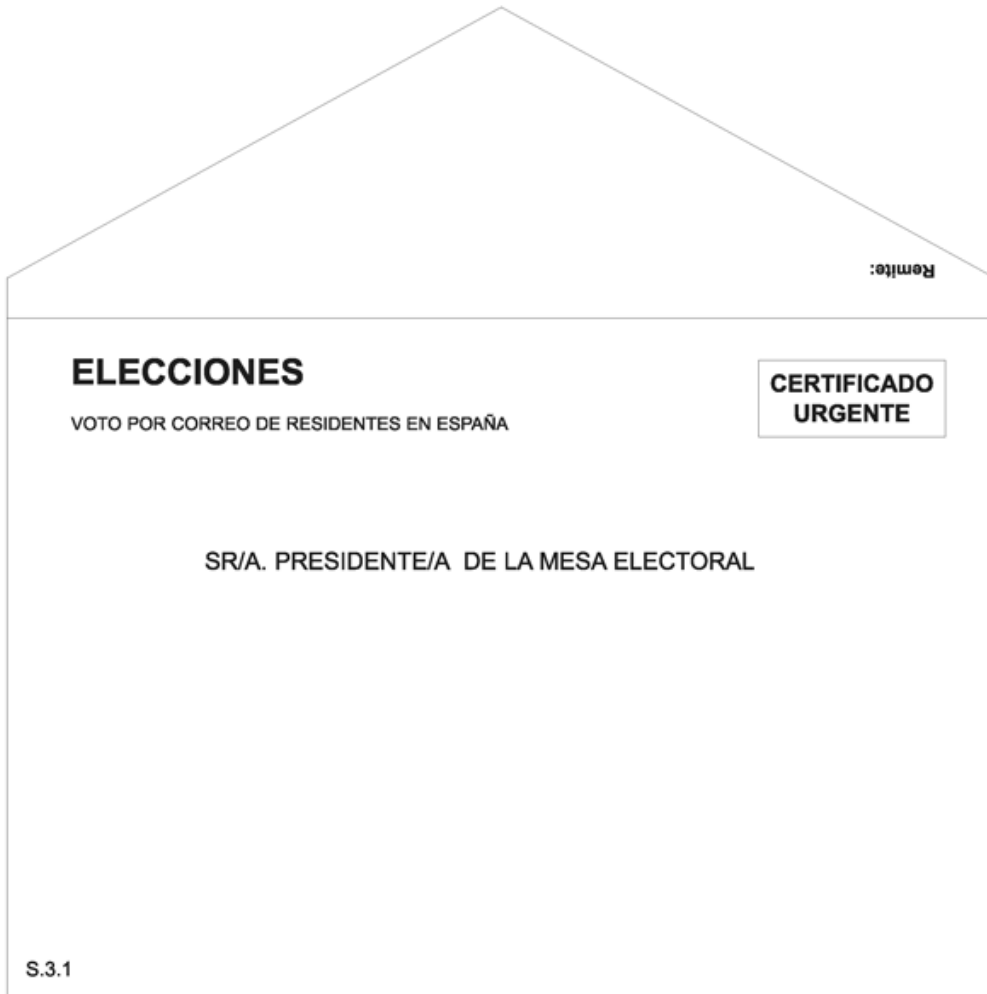 Remite:
ELECCIONES
VOTO POR CORREO DE RESIDENTES EN ESPAÑA
CERTIFICADO
URGENTE
SR/A. PRESIDENTE/A DE LA MESA ELECTORAL
S.3.1